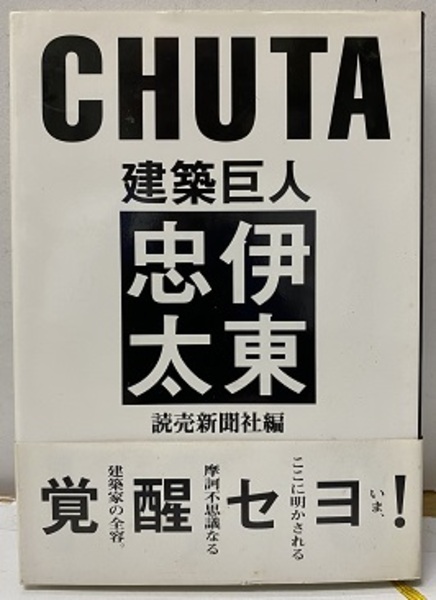 CHUTA
建築巨人
伊東
忠太
読売新聞社編
覚醒セヨ!
いま、
ここに明かされる
摩訶不思議なる
建築家の全容。